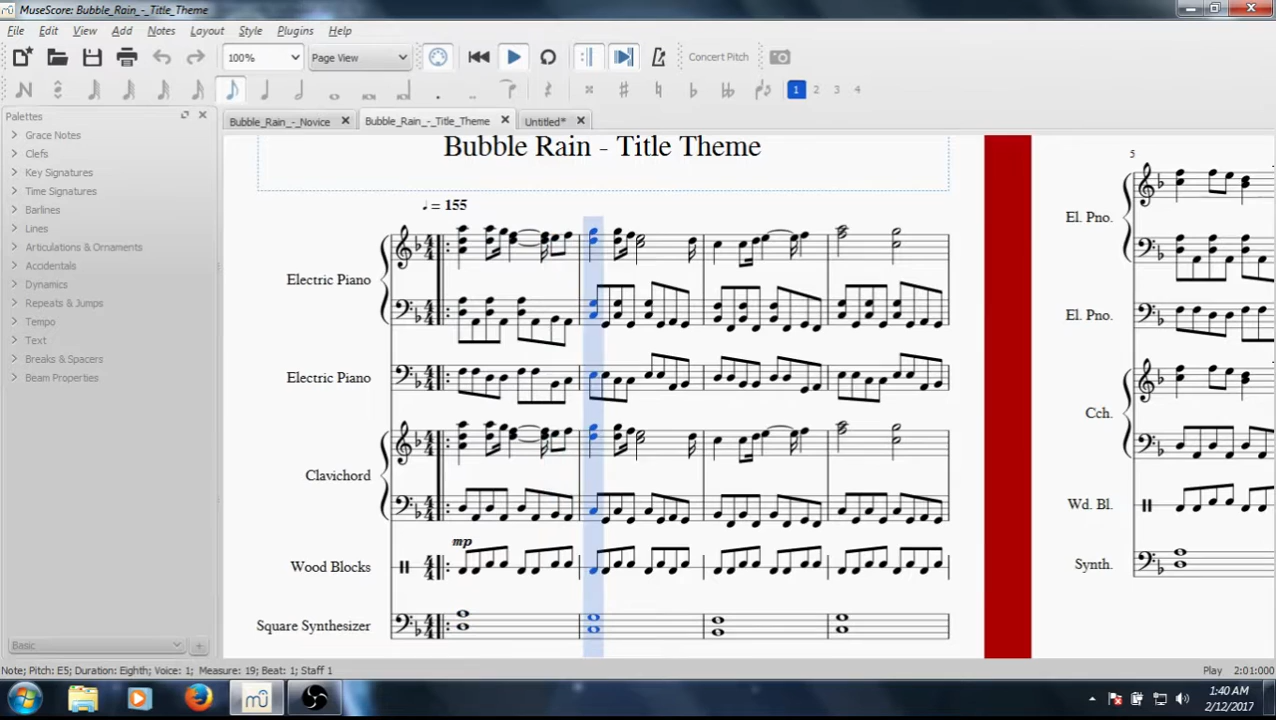 MuseScore: Bubble_Rain_-_Title_Theme
File Edit View Add Notes Layout Style Plugins Help
100% Page View Concert Pitch
1 2 3 4
Palettes
Bubble_Rain_-_Novice Bubble_Rain_-_Title_Theme Untitled*
Grace Notes
Clefs
Key Signatures
Time Signatures
Barlines
Lines
Articulations & Ornaments
Accidentals
Dynamics
Repeats & Jumps
Tempo
Text
Breaks & Spacers
Beam Properties
Basic
Bubble Rain - Title Theme
♩ = 155
Electric Piano
Electric Piano
Clavichord
mp
Wood Blocks
Square Synthesizer
5
El. Pno.
El. Pno.
Cch.
Wd. Bl.
Synth.
Note; Pitch: E5; Duration: Eighth; Voice: 1; Measure: 19; Beat: 1; Staff 1
Play 2:01:000
1:40 AM
2/12/2017